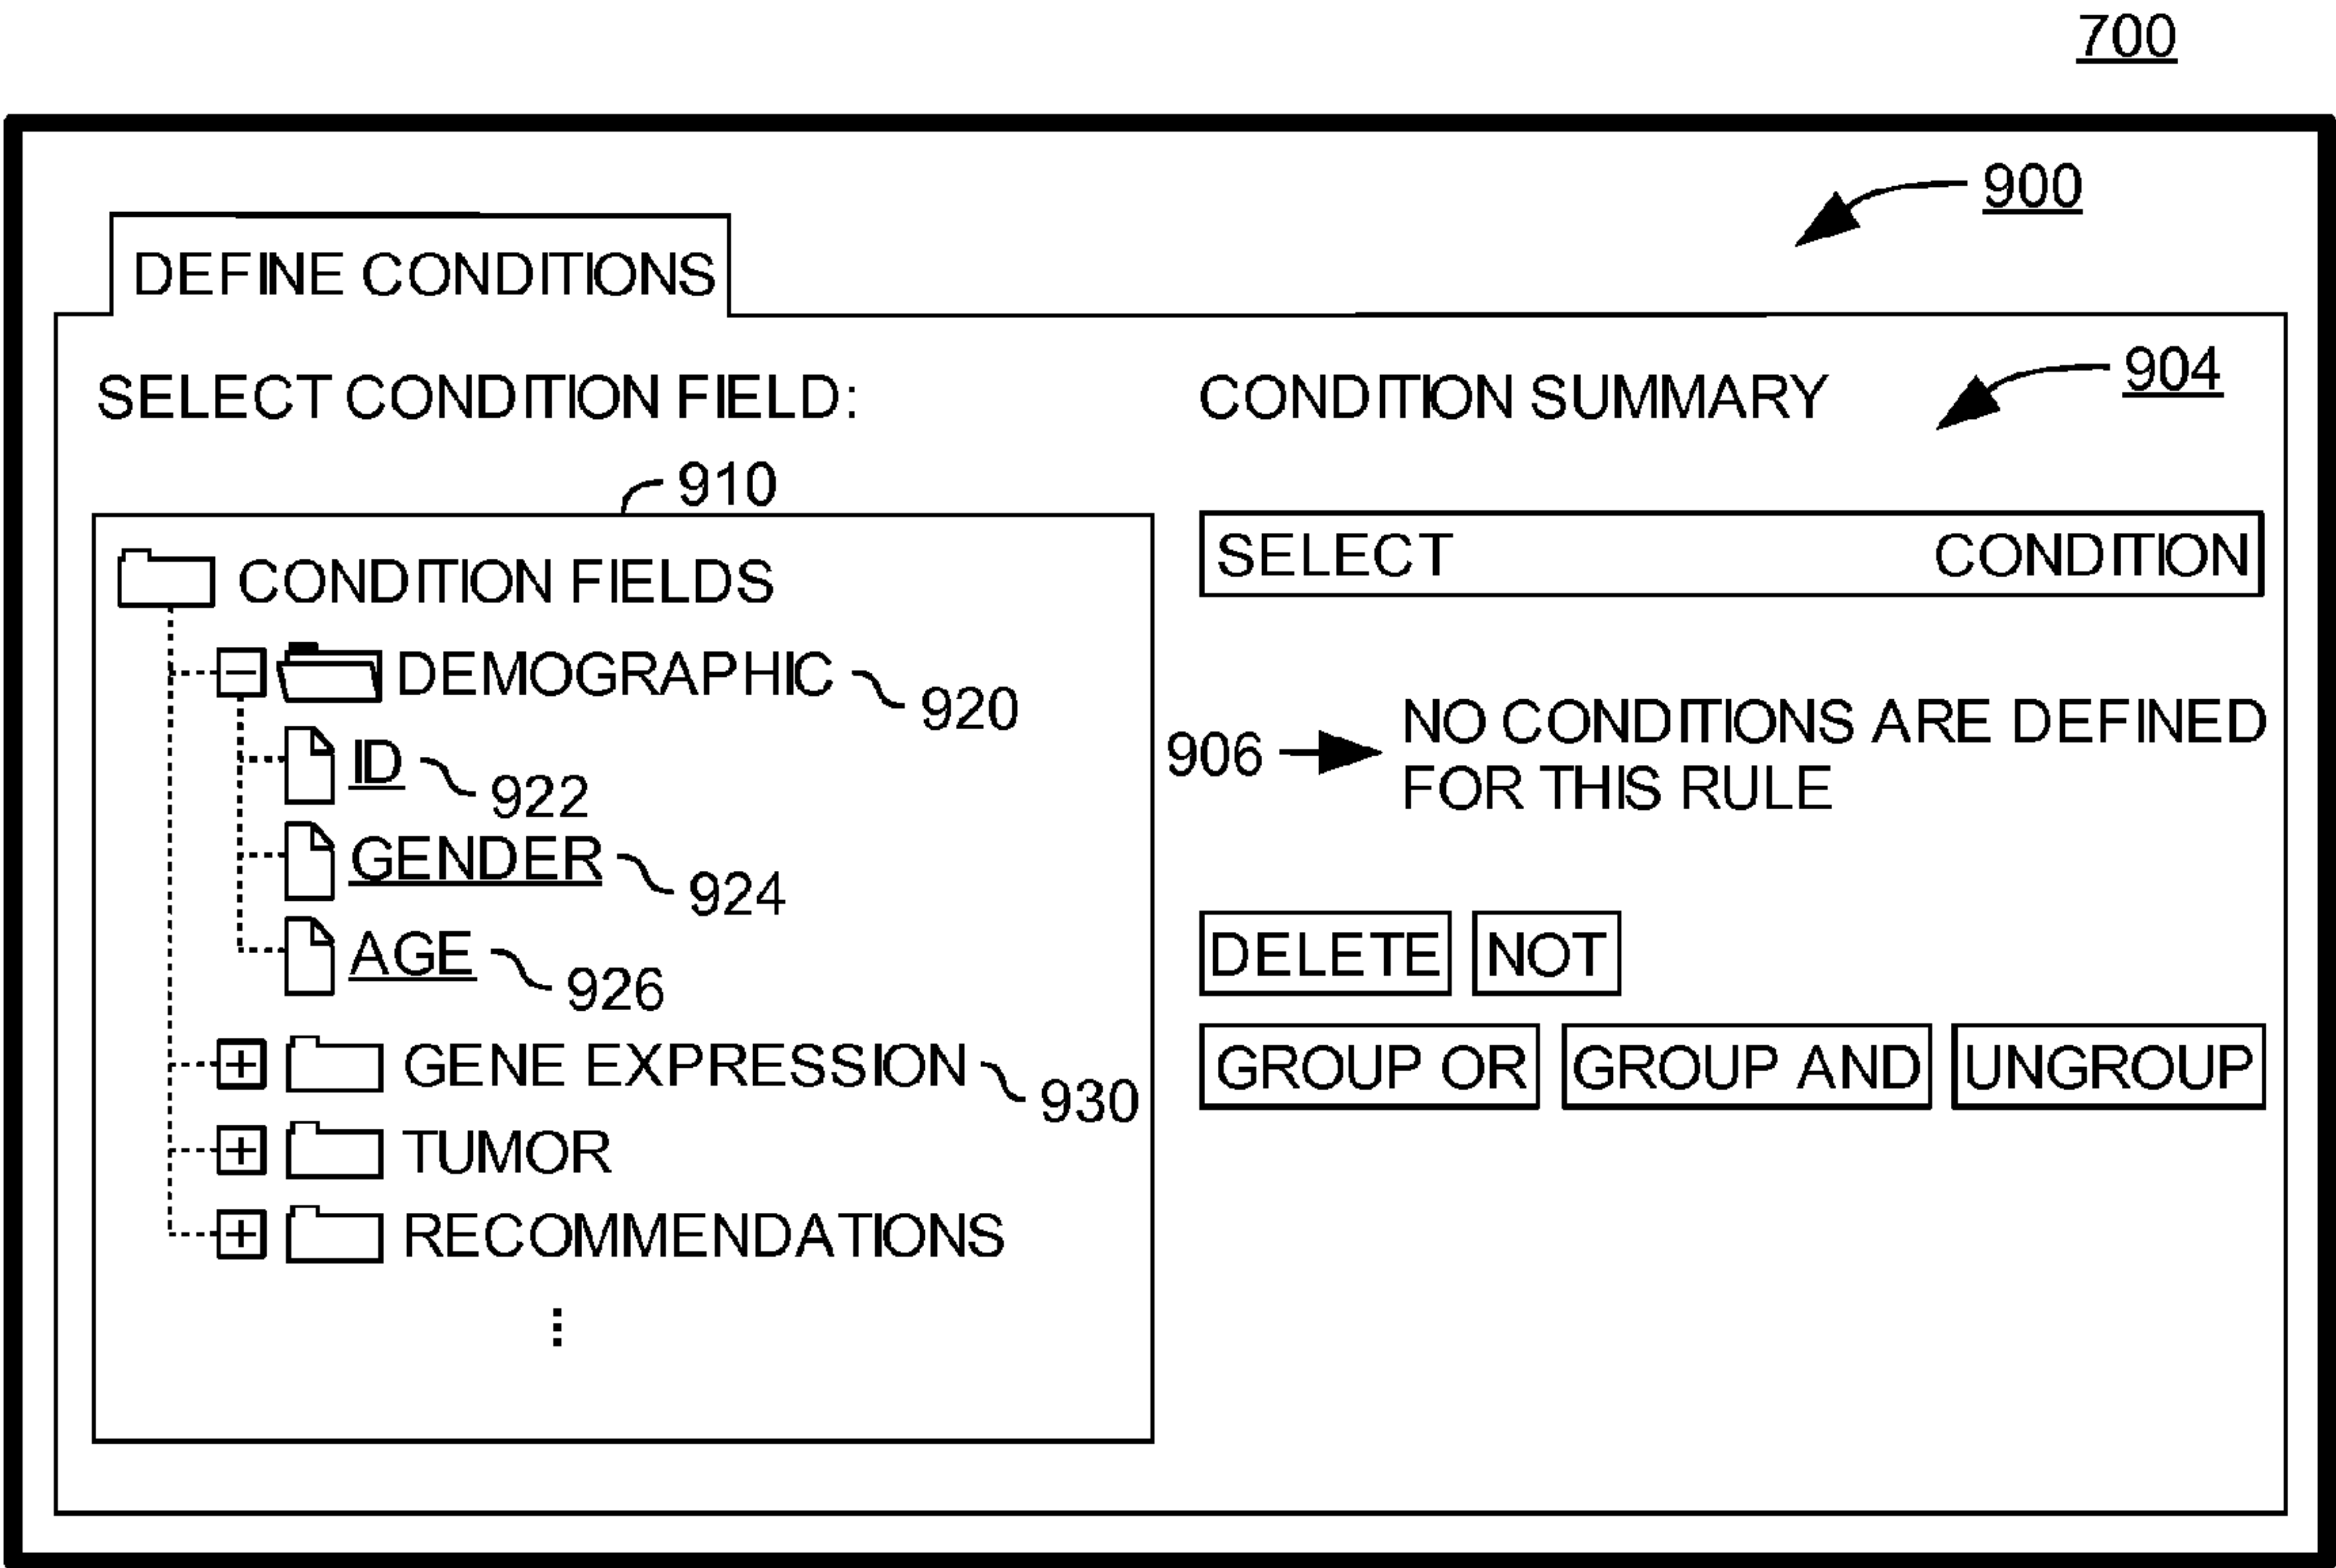 700
900
DEFINE CONDITIONS
SELECT CONDITION FIELD:
CONDITION SUMMARY
904
910
CONDITION FIELDS
DEMOGRAPHIC
920
ID
922
GENDER
924
AGE
926
GENE EXPRESSION
930
TUMOR
RECOMMENDATIONS
SELECT CONDITION
906
NO CONDITIONS ARE DEFINED
FOR THIS RULE
DELETE NOT
GROUP OR GROUP AND UNGROUP